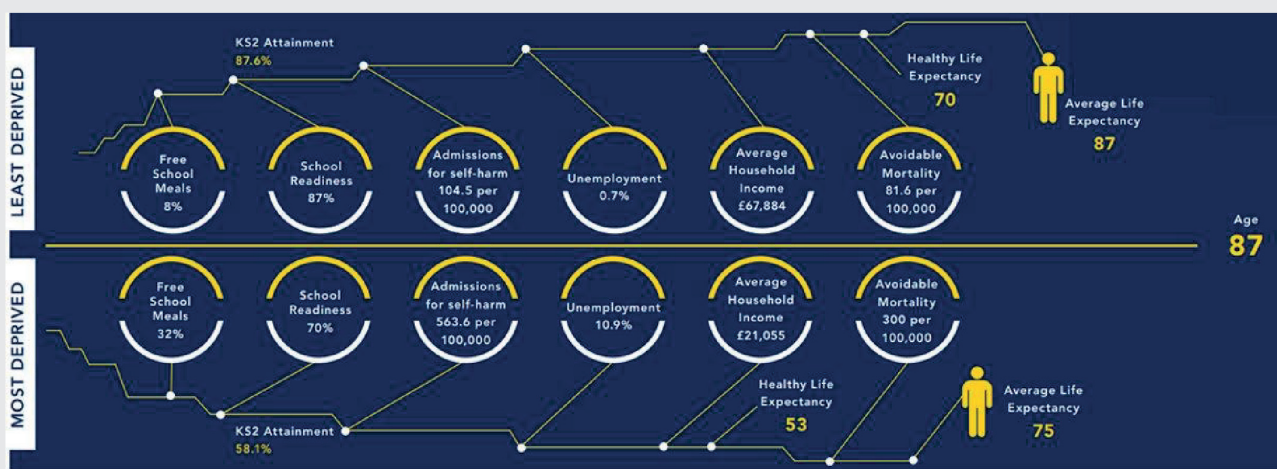 LEAST DEPRIVED
KS2 Attainment
87.6%
Free
School
Meals
8%
School
Readiness
87%
Admissions
for self-harm
104.5 per
100,000
Unemployment
0.7%
Average
Household
Income
£67,884
Avoidable
Mortality
81.6 per
100,000
Healthy Life
Expectancy
70
Average Life
Expectancy
87
Age
87
MOST DEPRIVED
Free
School
Meals
32%
School
Readiness
70%
Admissions
for self-harm
563.6 per
100,000
Unemployment
10.9%
Average
Household
Income
£21,055
Avoidable
Mortality
300 per
100,000
KS2 Attainment
58.1%
Healthy Life
Expectancy
53
Average Life
Expectancy
75